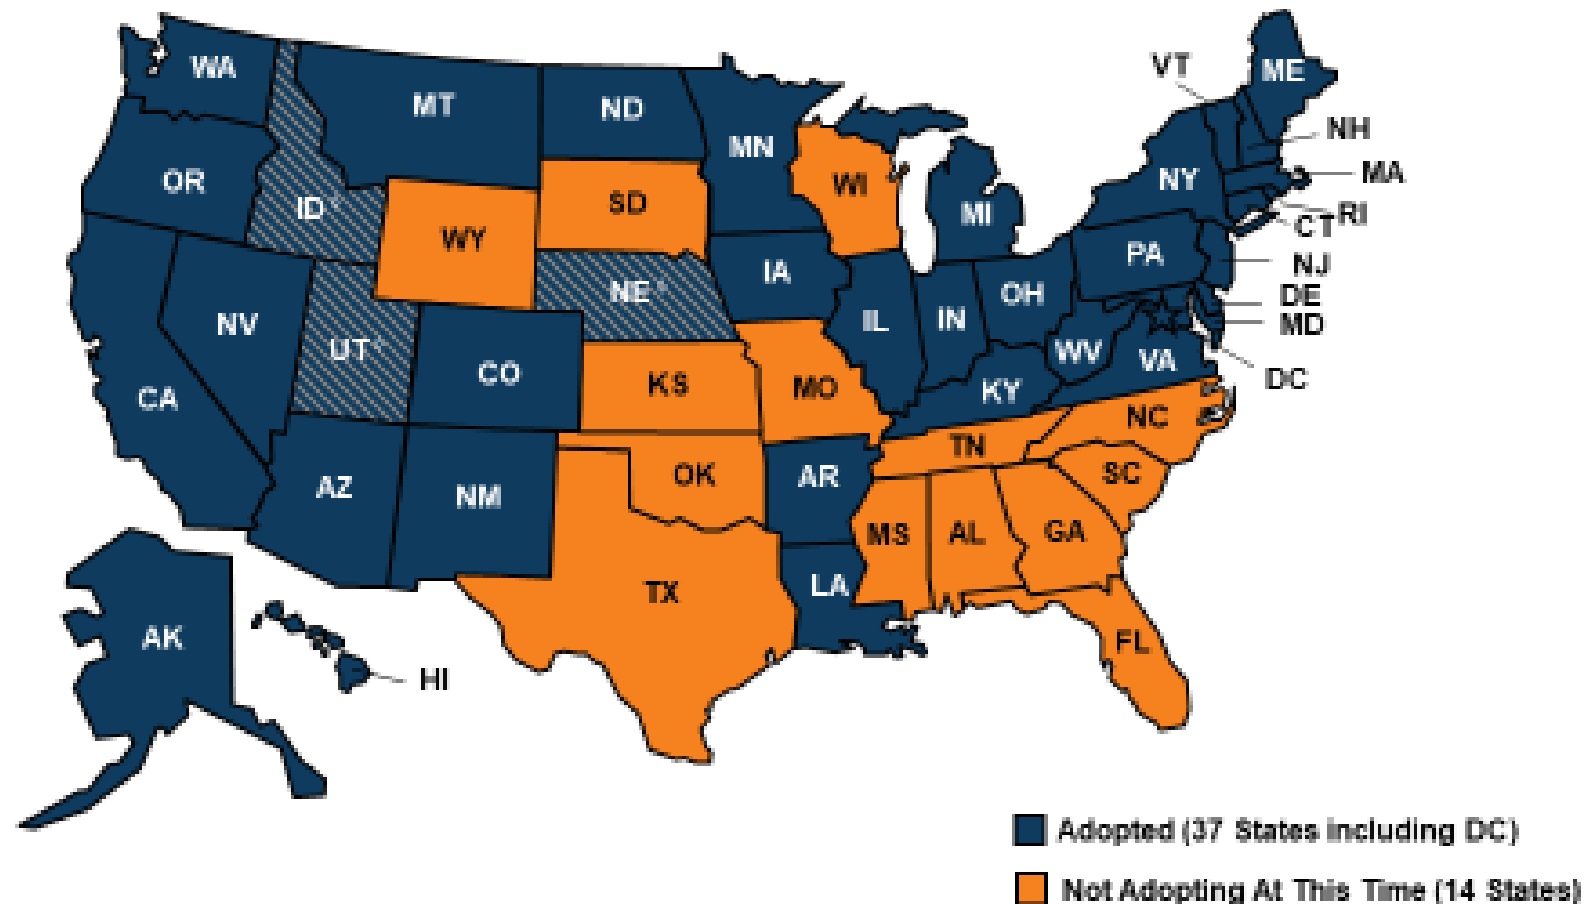 WA
MT
ND
MN
VT
ME
NH
MA
RI
CT
NY
OR
ID
WY
SD
WI
MI
PA
NJ
DE
MD
DC
NV
UT
CO
NE
IA
IL
IN
OH
WV
VA
KY
CA
KS
MO
NC
TN
SC
AZ
NM
OK
AR
MS
AL
GA
TX
LA
FL
AK
HI
Adopted (37 States including DC)
Not Adopting At This Time (14 States)